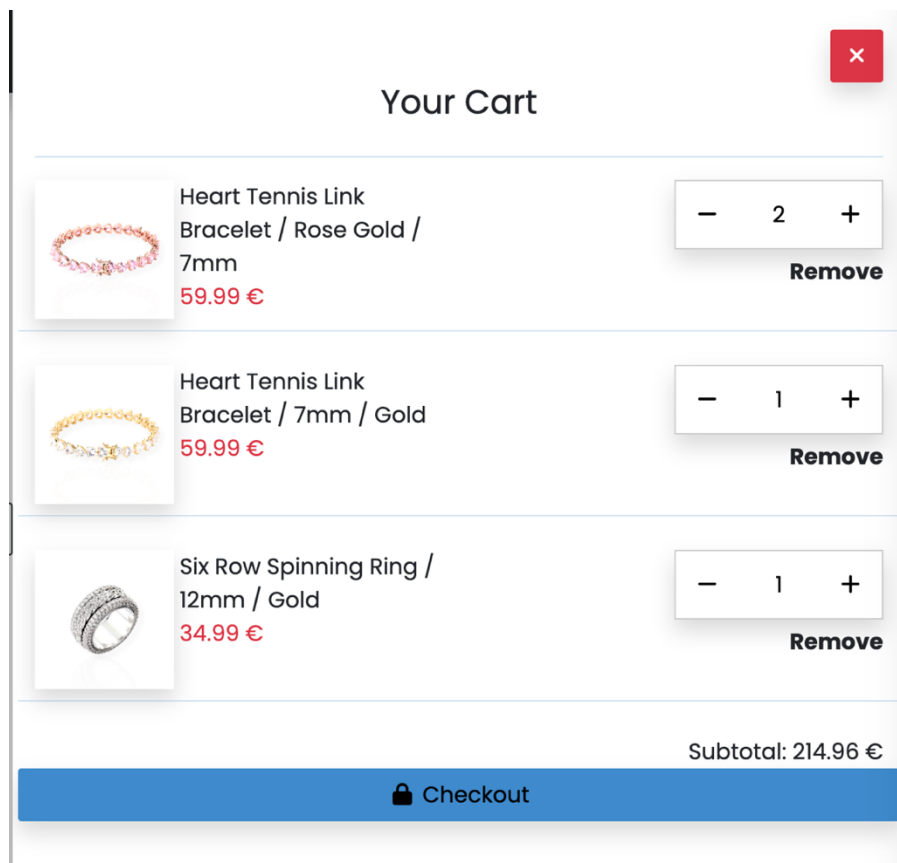 Your Cart
Heart Tennis Link
Bracelet / Rose Gold /
7mm
59.99 €
2
Remove
Heart Tennis Link
Bracelet / 7mm / Gold
59.99 €
1
Remove
Six Row Spinning Ring /
12mm / Gold
34.99 €
1
Remove
Subtotal: 214.96 €
Checkout